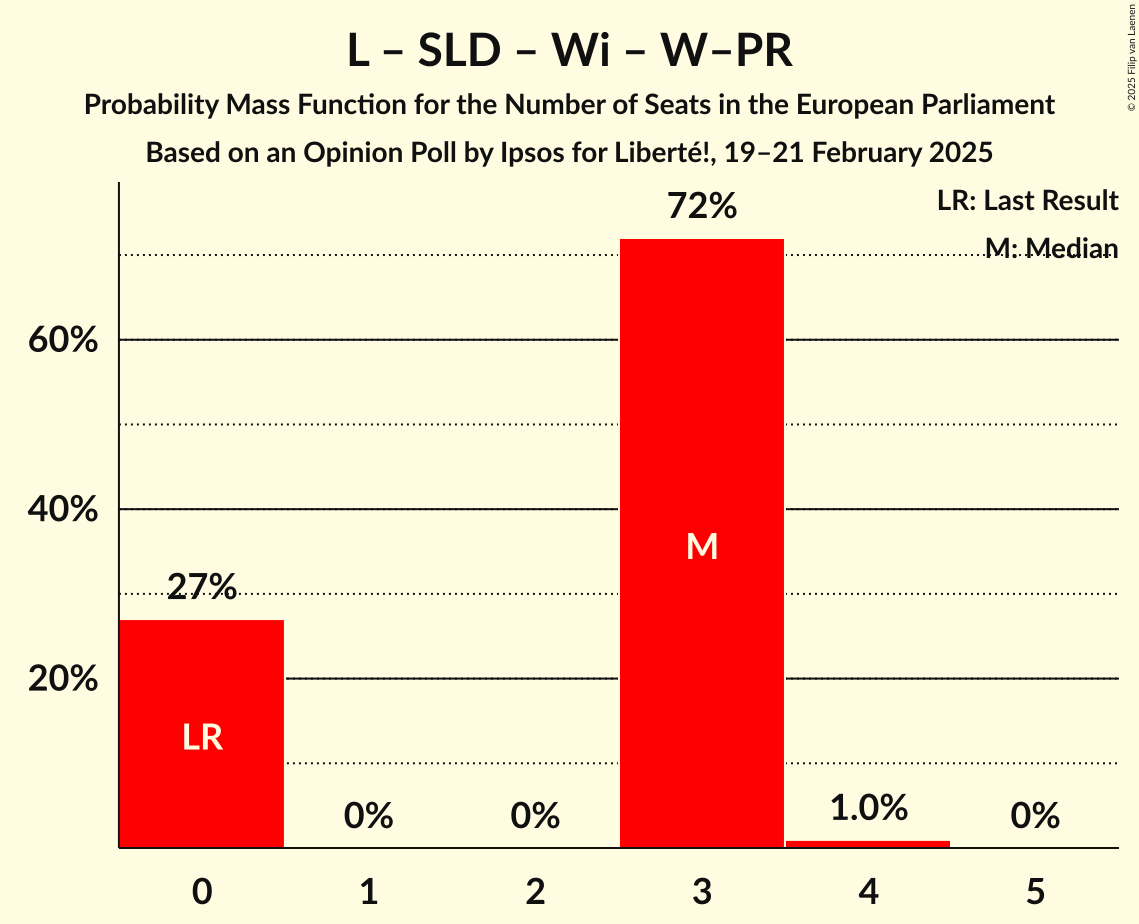 L – SLD – Wi – W–PR
Probability Mass Function for the Number of Seats in the European Parliament
Based on an Opinion Poll by Ipsos for Liberté!, 19–21 February 2025
© 2025 Filip van Laenen
LR: Last Result
M: Median
72%
60%
40%
20%
27%
0%
0%
1.0%
0%
LR
M
0
1
2
3
4
5